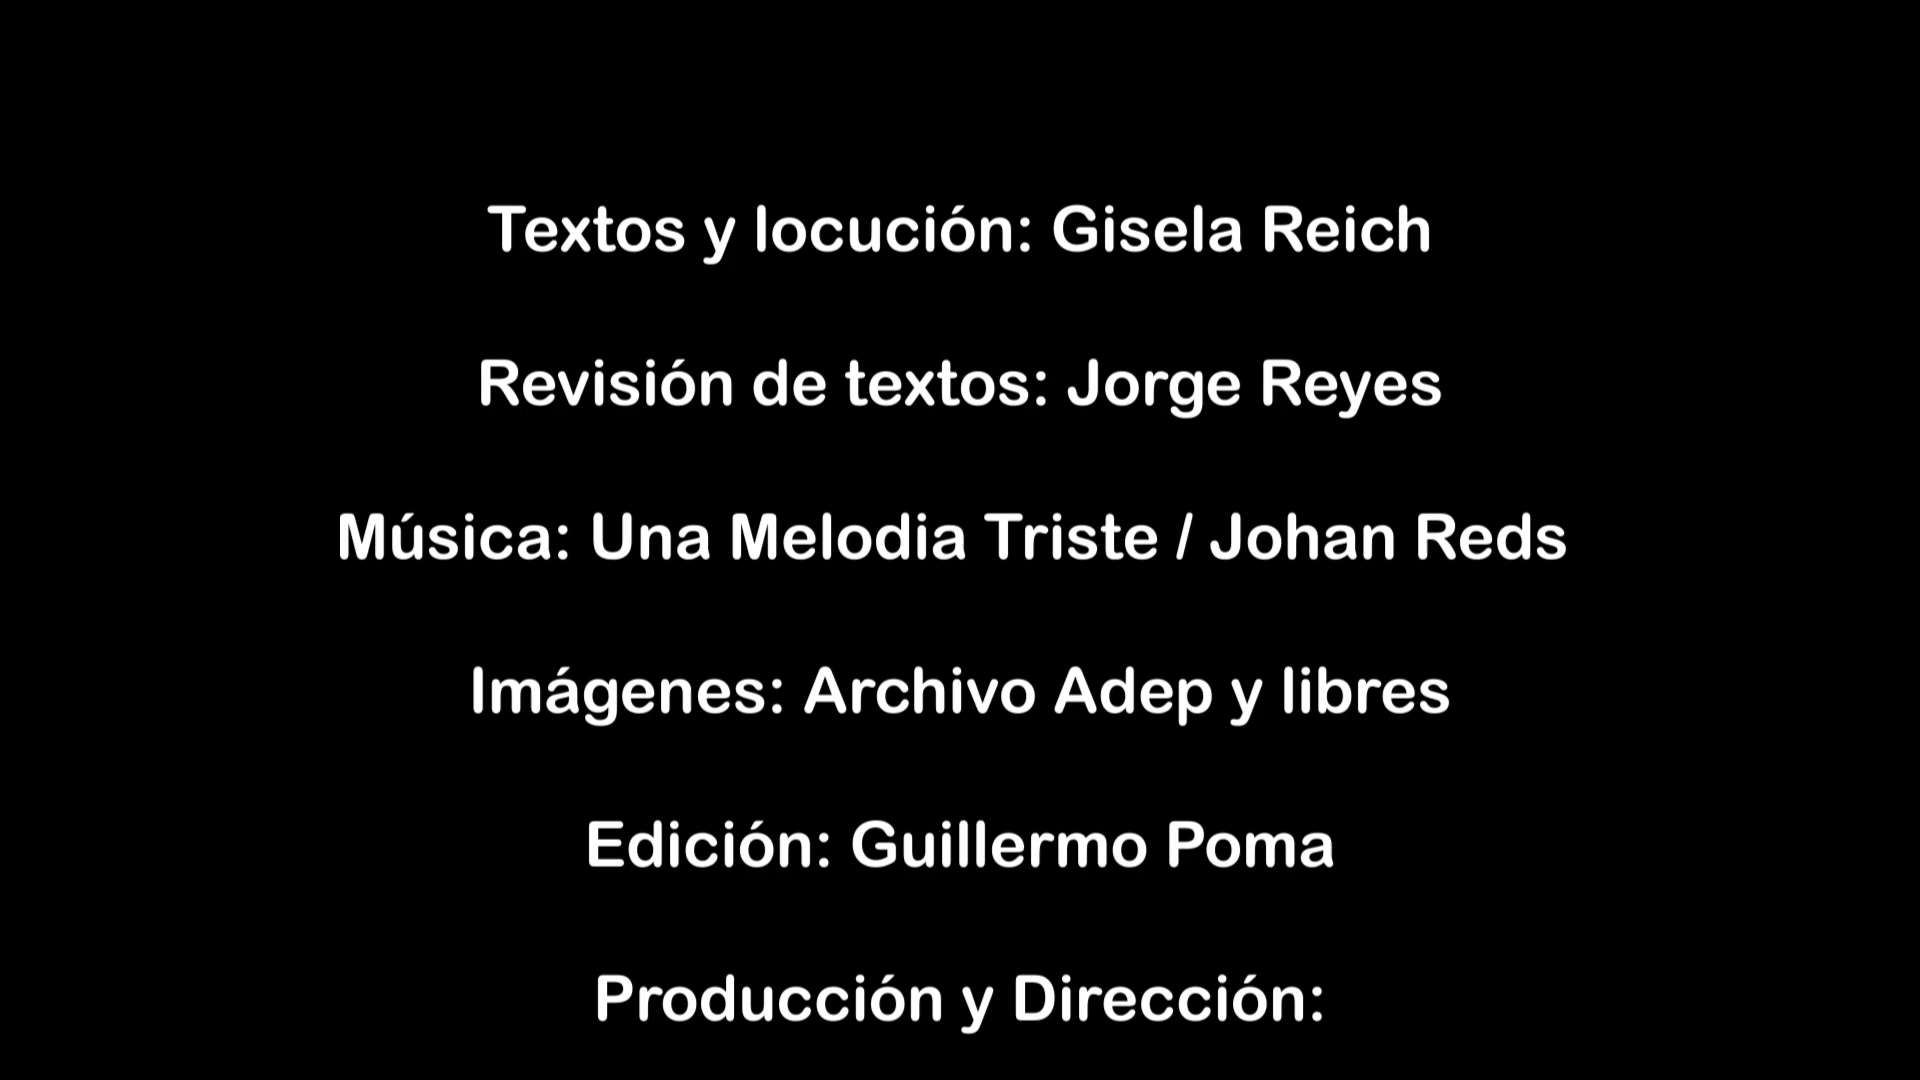 Textos y locución: Gisela Reich
Revisión de textos: Jorge Reyes
Música: Una Melodia Triste / Johan Reds
Imágenes: Archivo Adep y libres
Edición: Guillermo Poma
Producción y Dirección: